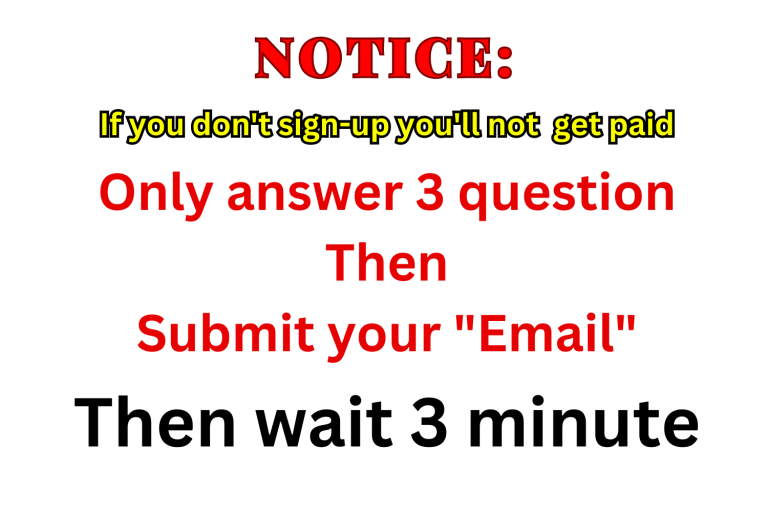 NOTICE:
If you don't sign-up you'll not get paid
Only answer 3 question
Then
Submit your "Email"
Then wait 3 minute